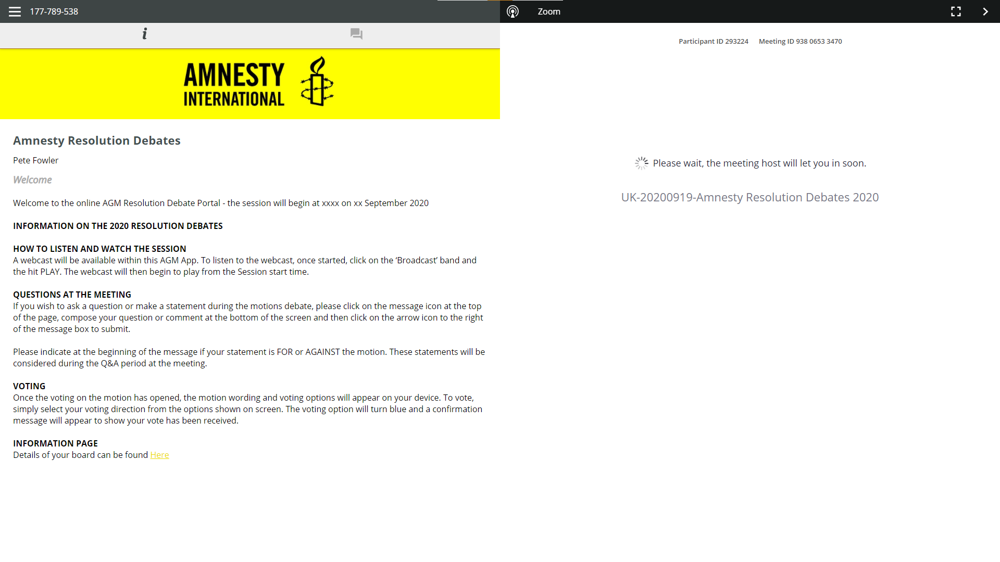 177-789-538
Zoom
Participant ID 293224 Meeting ID 938 0653 3470
AMNESTY
INTERNATIONAL
Amnesty Resolution Debates
Pete Fowler
Welcome
Welcome to the online AGM Resolution Debate Portal - the session will begin at xxxx on xx September 2020
INFORMATION ON THE 2020 RESOLUTION DEBATES
HOW TO LISTEN AND WATCH THE SESSION
A webcast will be available within this AGM App. To listen to the webcast, once started, click on the ‘Broadcast’ band and
the hit PLAY. The webcast will then begin to play from the Session start time.
QUESTIONS AT THE MEETING
If you wish to ask a question or make a statement during the motions debate, please click on the message icon at the top
of the page, compose your question or comment at the bottom of the screen and then click on the arrow icon to the right
of the message box to submit.
Please indicate at the beginning of the message if your statement is FOR or AGAINST the motion. These statements will be
considered during the Q&A period at the meeting.
VOTING
Once the voting on the motion has opened, the motion wording and voting options will appear on your device. To vote,
simply select your voting direction from the options shown on screen. The voting option will turn blue and a confirmation
message will appear to show your vote has been received.
INFORMATION PAGE
Details of your board can be found Here
Please wait, the meeting host will let you in soon.
UK-20200919-Amnesty Resolution Debates 2020